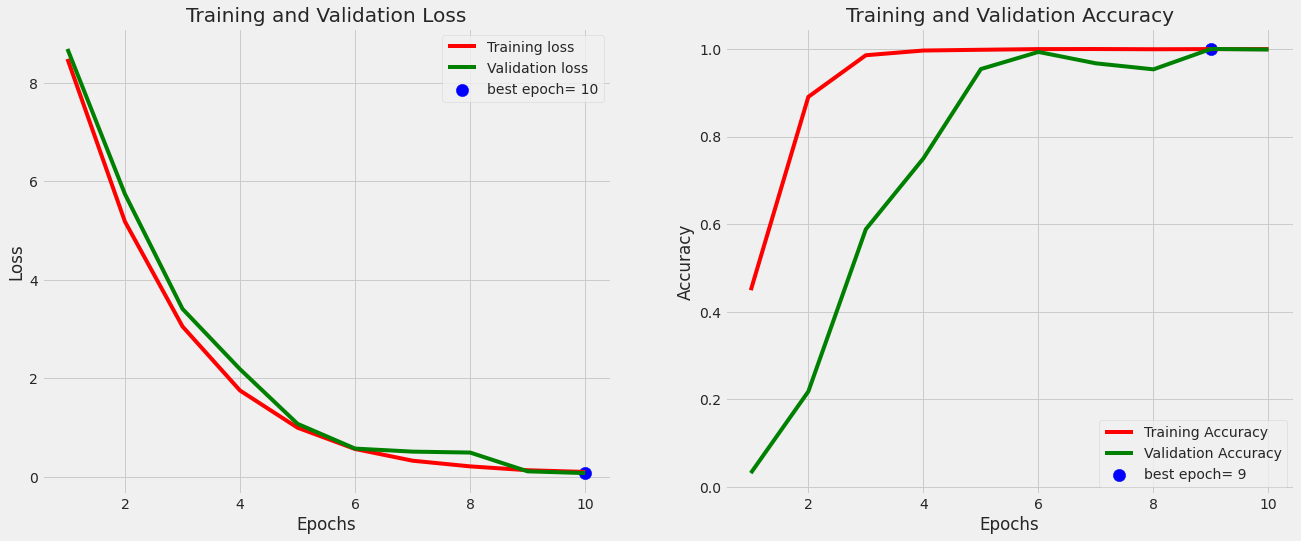 Training and Validation Loss
Training loss
Validation loss
best epoch= 10
8
6
4
2
0
Loss
2
4
6
8
10
Epochs
Training and Validation Accuracy
1.0
0.8
0.6
0.4
0.2
0.0
Accuracy
Training Accuracy
Validation Accuracy
best epoch= 9
2
4
6
8
10
Epochs